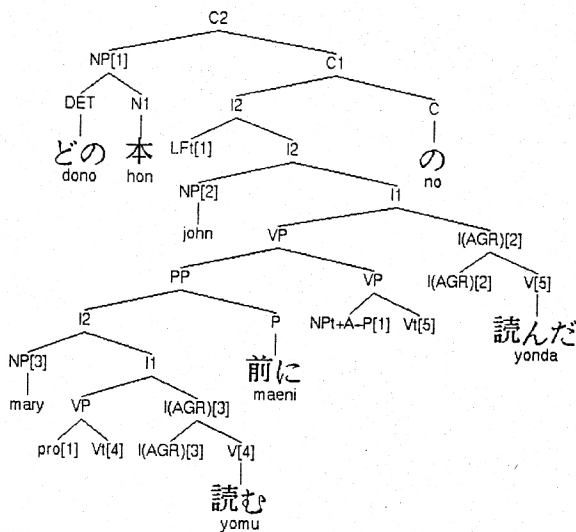 C2
NP[1] C1
DET N1 I2 C
どの 本 LFt[1] I2 の
dono hon no
NP[2] I1
john VP I(AGR)[2]
PP VP I(AGR)[2] V[5]
I2 P NPt+A-P[1] Vt[5] 読んだ
yonda
NP[3] I1 前に
maeni
mary VP I(AGR)[3]
pro[1] Vt[4] I(AGR)[3] V[4]
読む
yomu